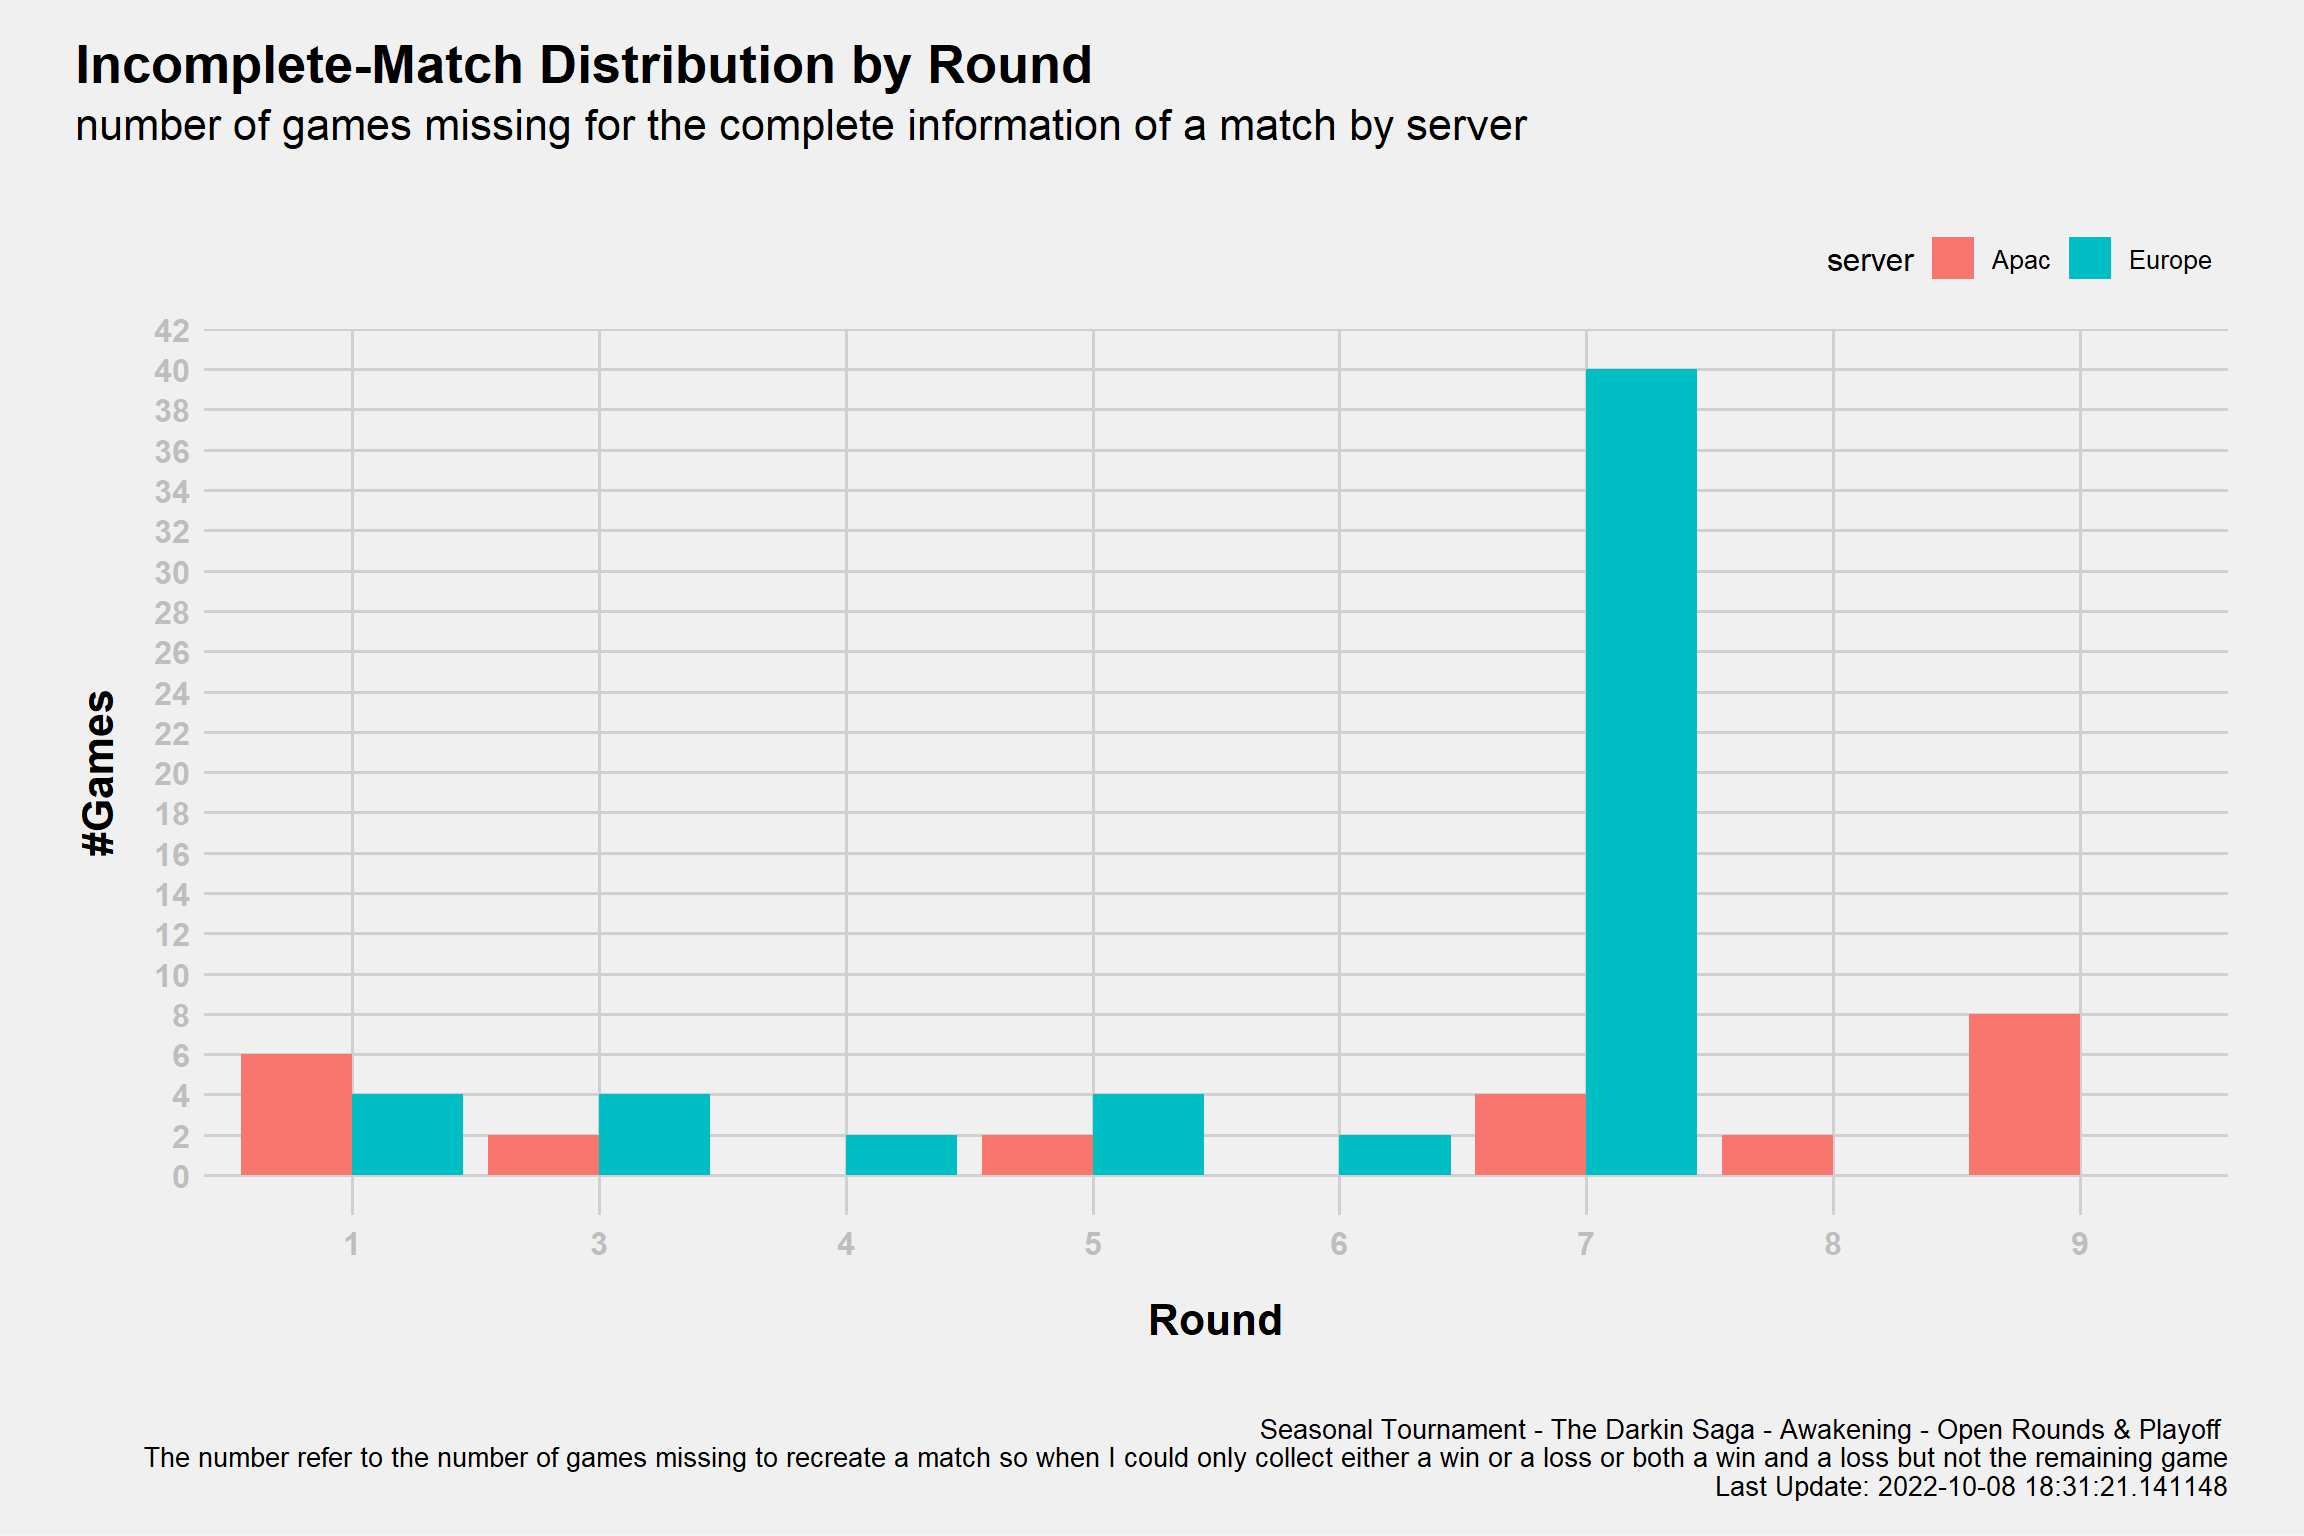 Incomplete-Match Distribution by Round
number of games missing for the complete information of a match by server
server Apac Europe
42
40
38
36
34
32
30
28
26
24
22
20
18
16
14
12
10
8
6
4
2
0
#Games
1 3 4 5 6 7 8 9
Round
Seasonal Tournament - The Darkin Saga - Awakening - Open Rounds & Playoff
The number refer to the number of games missing to recreate a match so when I could only collect either a win or a loss or both a win and a loss but not the remaining game
Last Update: 2022-10-08 18:31:21.141148